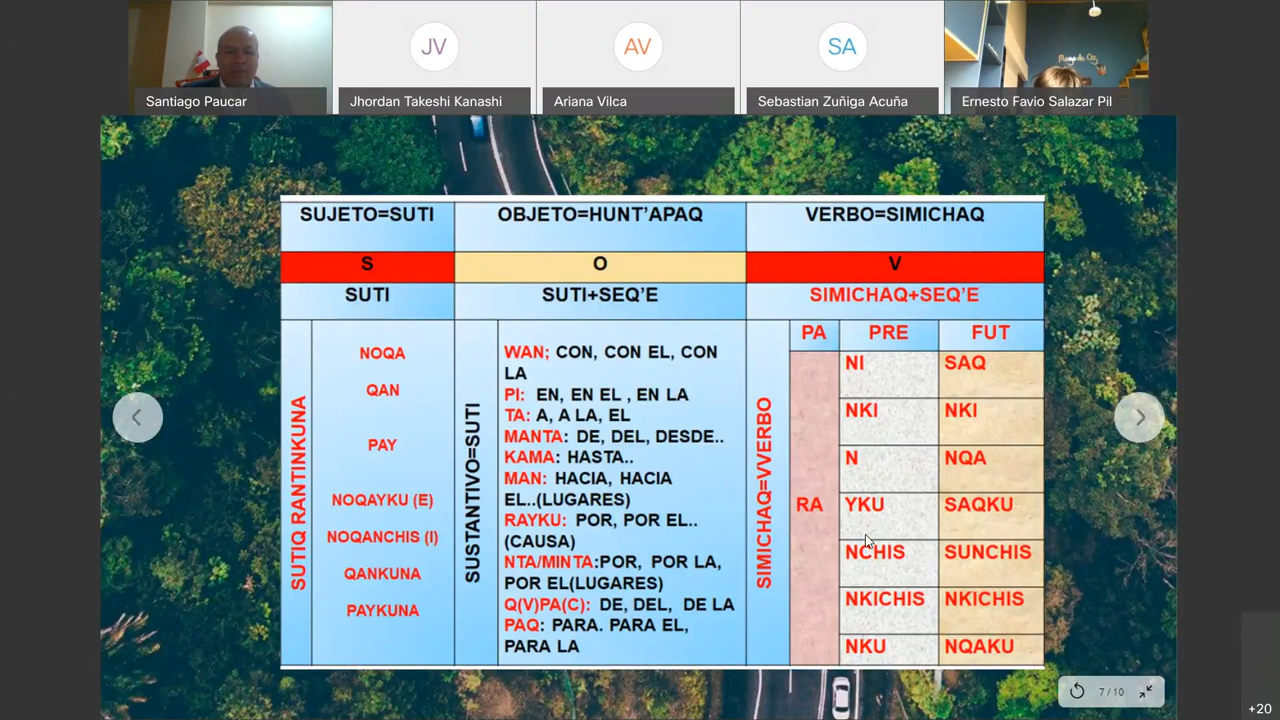 JV
AV
SA
Santiago Paucar
Jhordan Takeshi Kanashi
Ariana Vilca
Sebastian Zuñiga Acuña
Ernesto Favio Salazar Pil
SUJETO=SUTI
OBJETO=HUNT'APAQ
VERBO=SIMICHAQ
S
O
V
SUTI
SUTI+SEQ'E
SIMICHAQ+SEQ'E
SUTIQ RANTINKUNA
NOQA
QAN
PAY
NOQAYKU (E)
NOQANCHIS (I)
QANKUNA
PAYKUNA
SUSTANTIVO=SUTI
WAN; CON, CON EL, CON
LA
PI: EN, EN EL , EN LA
TA: A, A LA, EL
MANTA: DE, DEL, DESDE..
KAMA: HASTA..
MAN: HACIA, HACIA
EL..(LUGARES)
RAYKU: POR, POR EL..
(CAUSA)
NTA/MINTA:POR, POR LA,
POR EL(LUGARES)
Q(V)PA(C): DE, DEL, DE LA
PAQ: PARA. PARA EL,
PARA LA
SIMICHAQ=VVERBO
PA
PRE
FUT
RA
NI
SAQ
NKI
NKI
N
NQA
YKU
SAQKU
NCHIS
SUNCHIS
NKICHIS
NKICHIS
NKU
NQAKU
7 / 10
+20